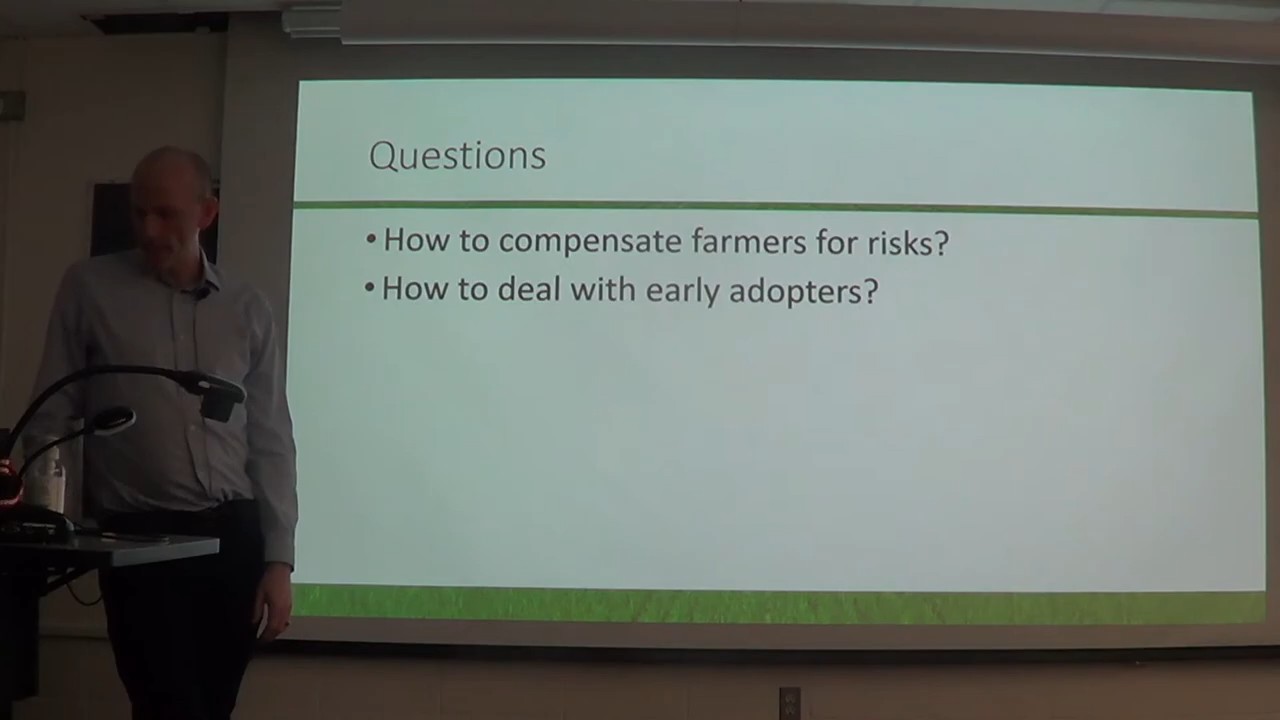 Questions
• How to compensate farmers for risks?
• How to deal with early adopters?